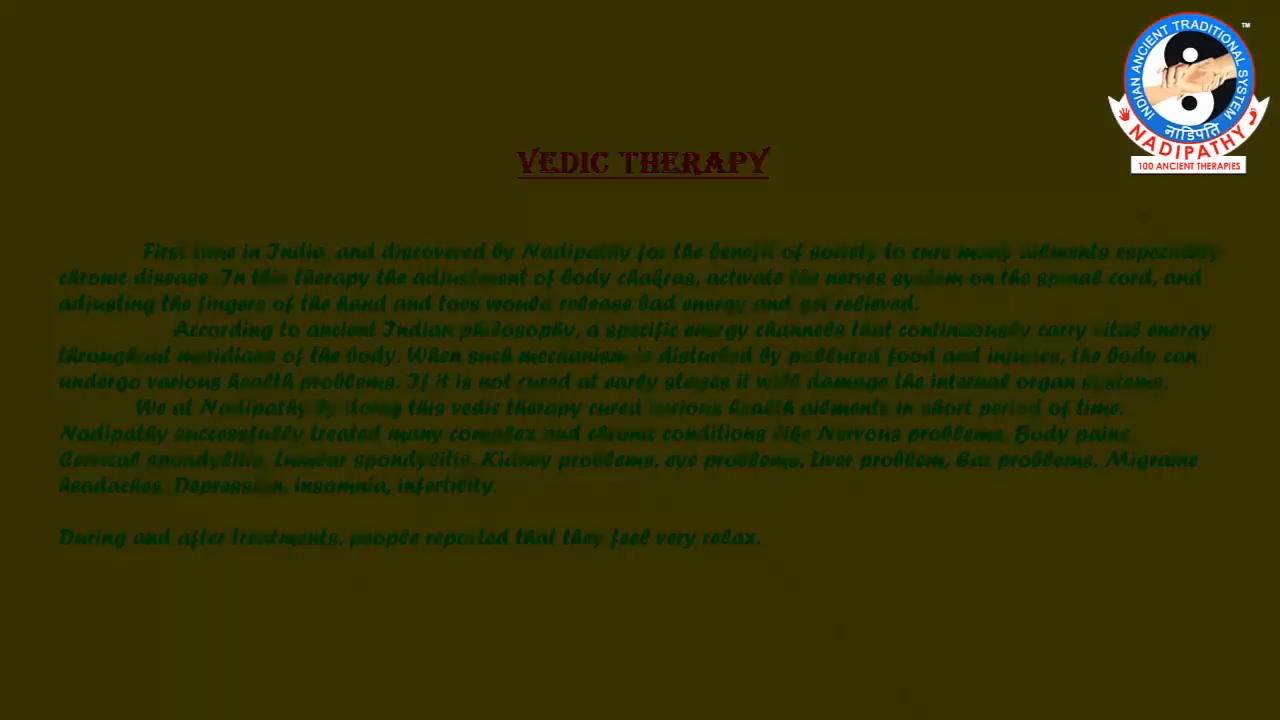 INDIAN ANCIENT TRADITIONAL SYSTEM
TM
नाडिपति
NADIPATHY
100 ANCIENT THERAPIES
VEDIC THERAPY
First time in India, and discovered by Nadipathy for the benefit of society to cure many ailments especially
chronic disease. In this therapy the adjustment of body chakras, activate the nerves system on the spinal cord, and
adjusting the fingers of the hand and toes would release bad energy and get relieved.
According to ancient Indian philosophy, a specific energy channels that continuously carry vital energy
throughout meridians of the body. When such mechanism is disturbed by polluted food and injuries, the body can
undergo various health problems. If it is not cured at early stages it will damage the internal organ systems.
We at Nadipathy by doing this vedic therapy cured various health ailments in short period of time.
Nadipathy successfully treated many complex and chronic conditions like Nervous problems, Body pains,
Cervical spondylitis, Lumbar spondylitis, Kidney problems, eye problems, Liver problem, Gas problems, Migraine
headaches, Depression, insomnia, infertility.
During and after treatments, people reported that they feel very relax.